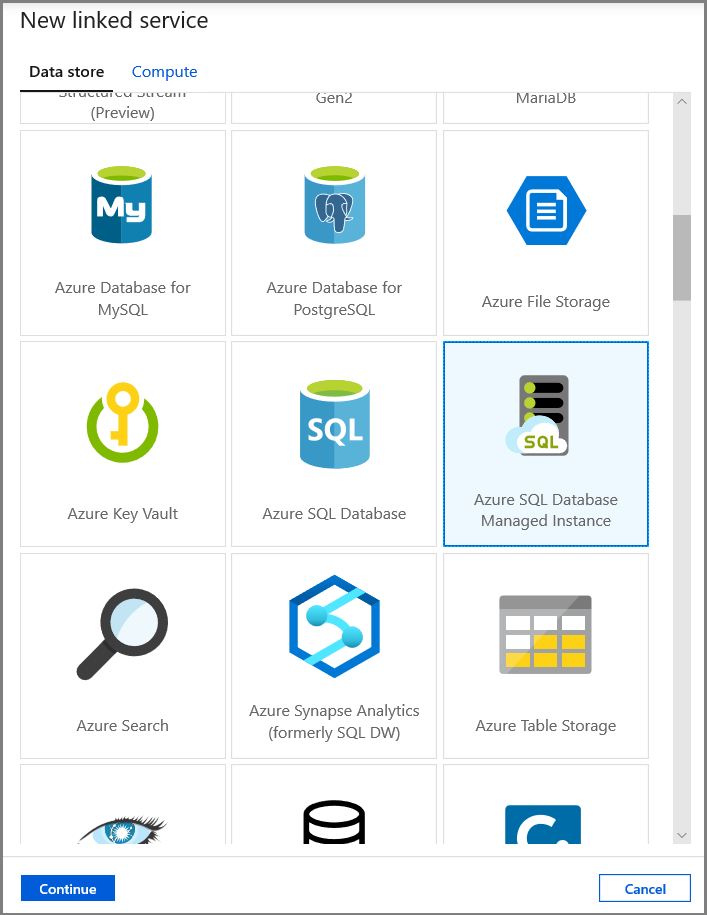 New linked service
Data store
Compute
Structured Stream
(Preview)
Gen2
MariaDB
My
Azure Database for
MySQL
Azure Database for
PostgreSQL
Azure File Storage
Azure Key Vault
SQL
Azure SQL Database
SQL
Azure SQL Database
Managed Instance
Azure Search
Azure Synapse Analytics
(formerly SQL DW)
Azure Table Storage
C.
Continue
Cancel